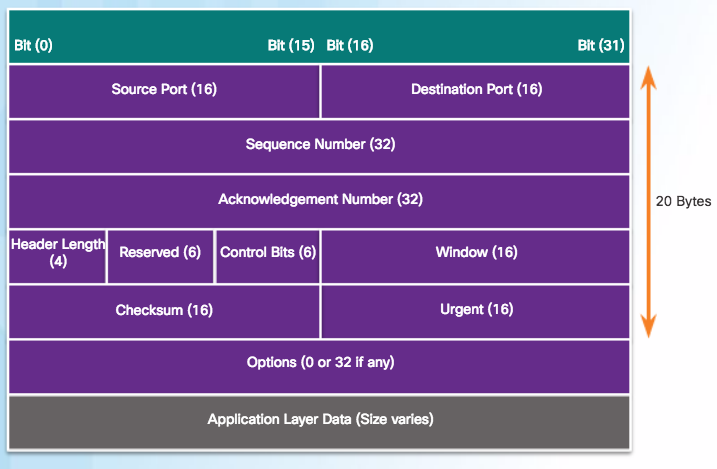 Bit (0) Bit (15) Bit (16) Bit (31)
Source Port (16) Destination Port (16)
Sequence Number (32)
Acknowledgement Number (32)
20 Bytes
Header Length
(4)
Reserved (6) Control Bits (6) Window (16)
Checksum (16) Urgent (16)
Options (0 or 32 if any)
Application Layer Data (Size varies)